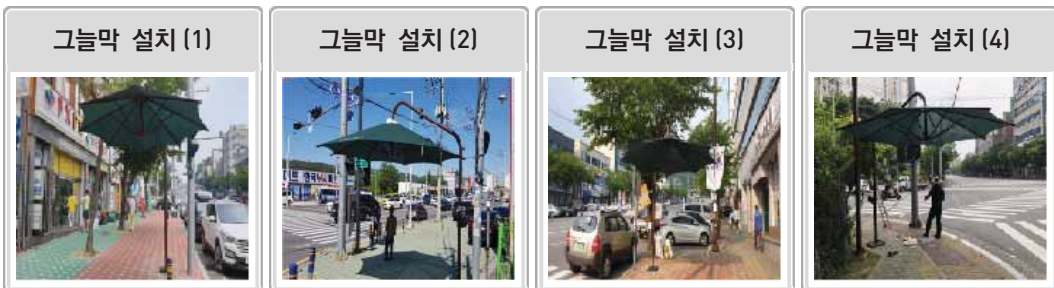 그늘막 설치 (1)
그늘막 설치 (2)
그늘막 설치 (3)
그늘막 설치 (4)